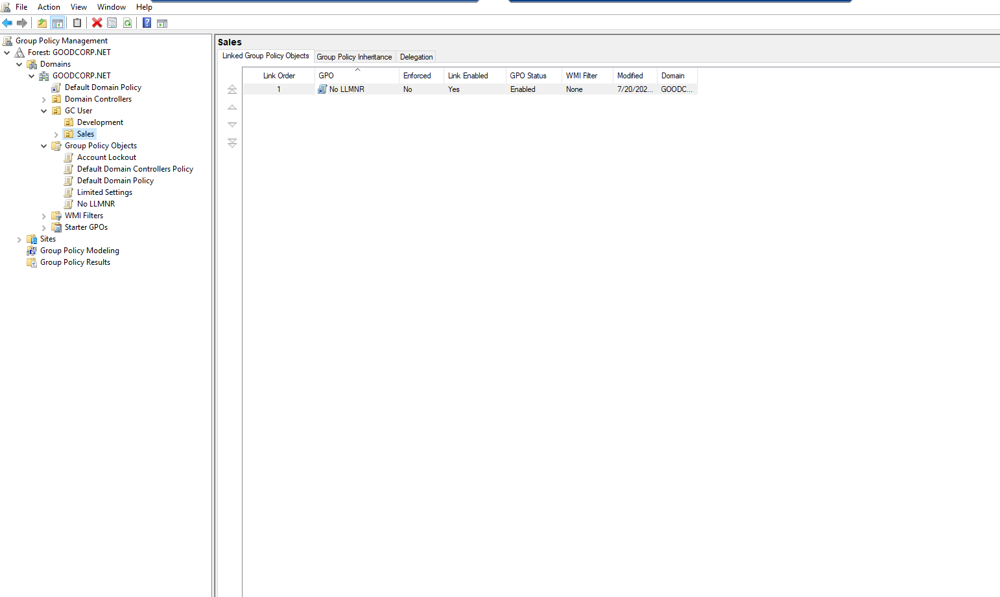 File Action View Window Help
Group Policy Management
Forest: GOODCORP.NET
Domains
GOODCORP.NET
Default Domain Policy
Domain Controllers
GC User
Development
Sales
Group Policy Objects
Account Lockout
Default Domain Controllers Policy
Default Domain Policy
Limited Settings
No LLMNR
WMI Filters
Starter GPOs
Sites
Group Policy Modeling
Group Policy Results
Sales
Linked Group Policy Objects Group Policy Inheritance Delegation
Link Order GPO Enforced Link Enabled GPO Status WMI Filter Modified Domain
1 No LLMNR No Yes Enabled None 7/20/202... GOODC...